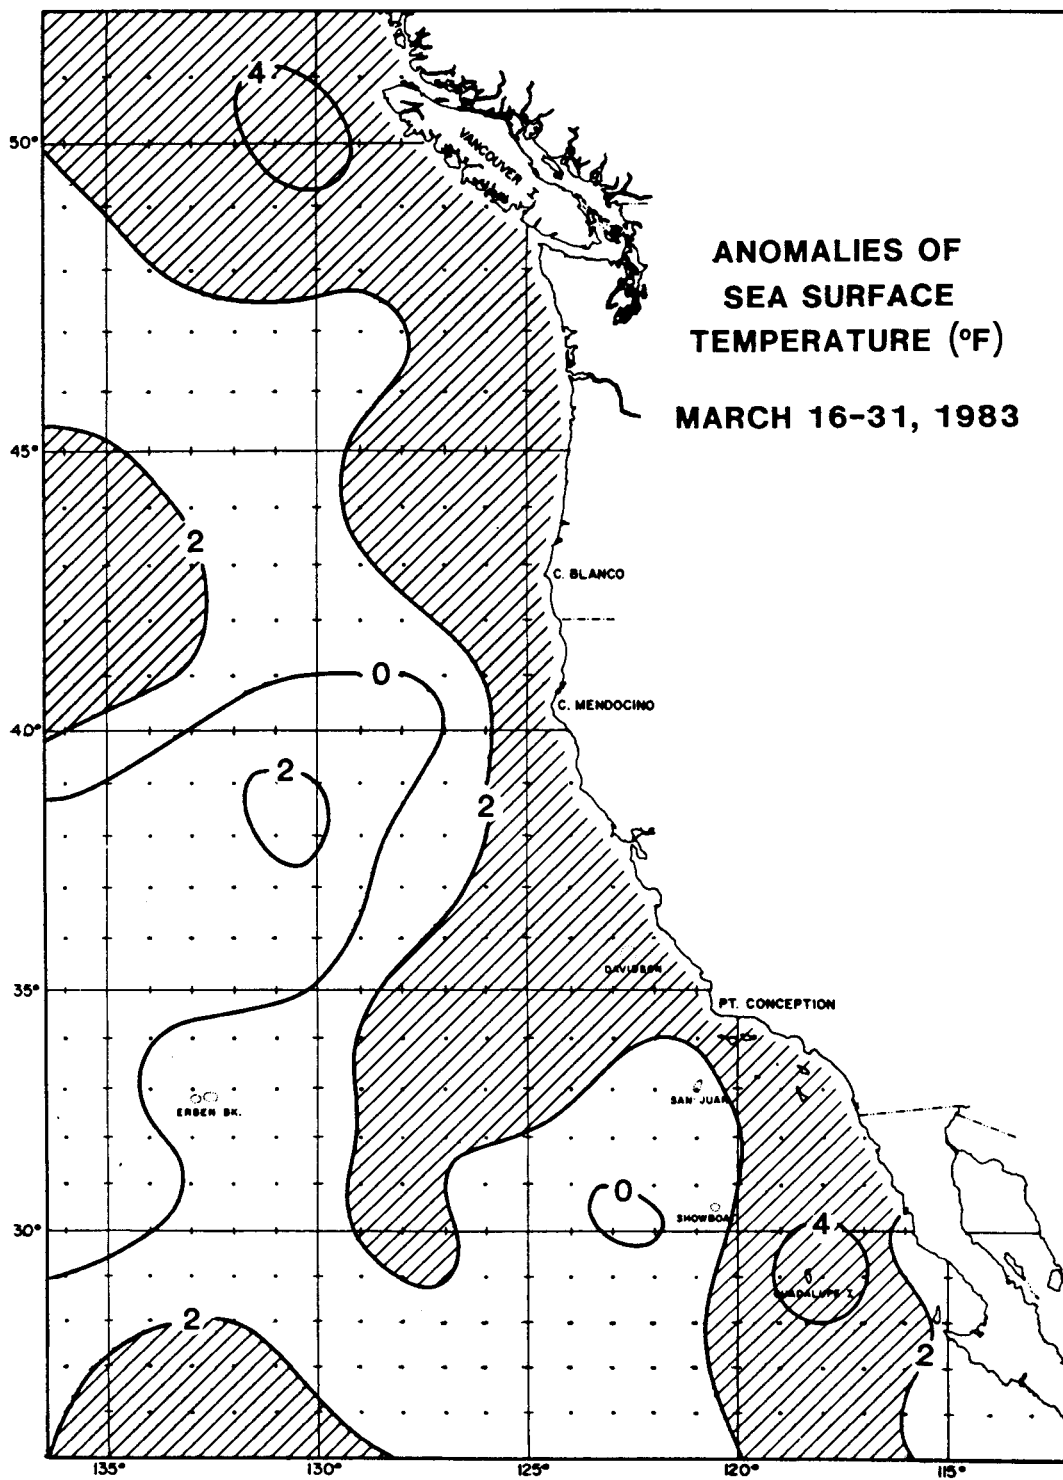 4
50°
VANCOUVER I.
ANOMALIES OF
SEA SURFACE
TEMPERATURE (°F)
MARCH 16-31, 1983
45°
2
C. BLANCO
0
C. MENDOCINO
40°
2
2
DAVIDSON
35°
PT. CONCEPTION
ERBEN BK.
SAN JUAN
0
SHOWBOAT
30°
4
GUADALUPE I.
2
2
135°
130°
125°
120°
115°